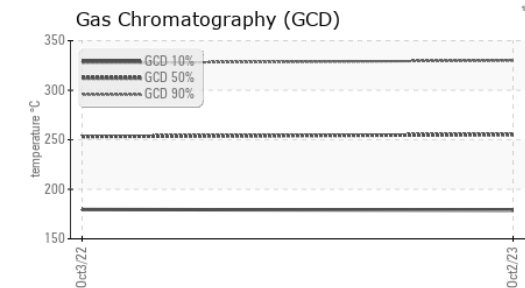 Gas Chromatography (GCD)
350
300
250
200
150
temperature °C
GCD 10%
GCD 50%
GCD 90%
Oct3/22
Oct2/23